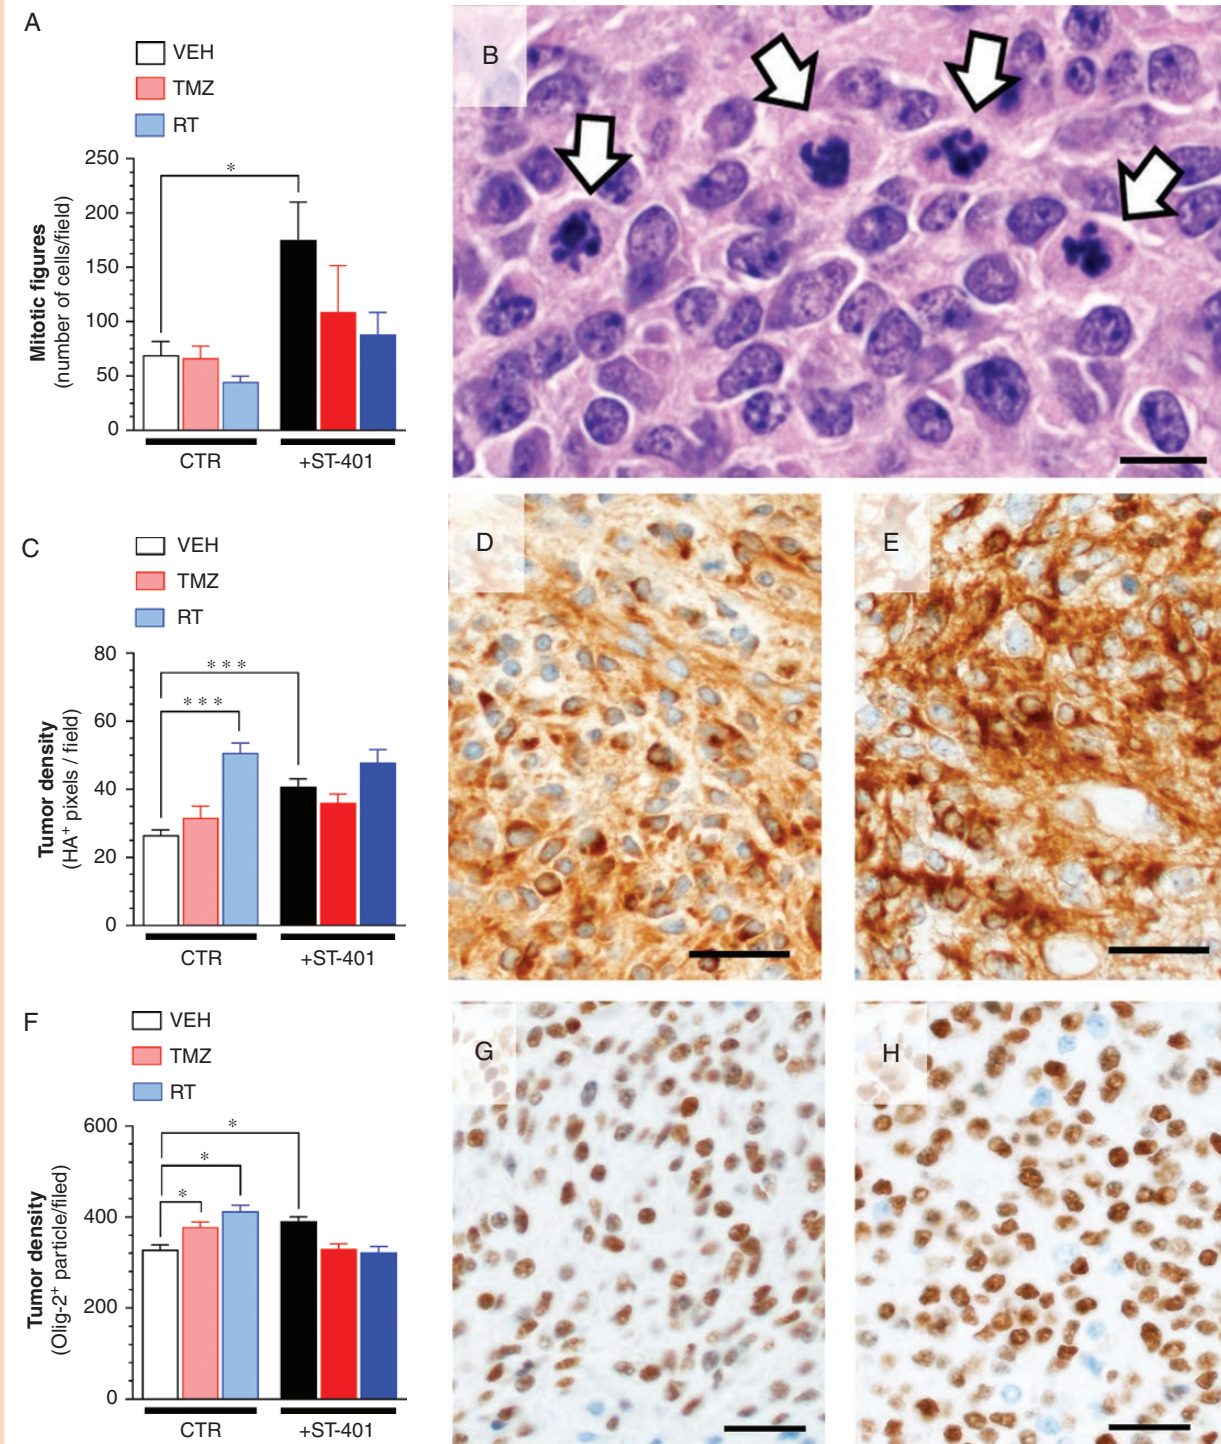 A
VEH
TMZ
RT
Mitotic figures
(number of cells/field)
250
200
150
100
50
0
*
CTR
+ST-401
B
C
VEH
TMZ
RT
Tumor density
(HA⁺ pixels / field)
80
60
40
20
0
* * *
* * *
CTR
+ST-401
D
E
F
VEH
TMZ
RT
Tumor density
(Olig-2⁺ particle/filed)
600
400
200
0
*
*
*
CTR
+ST-401
G
H